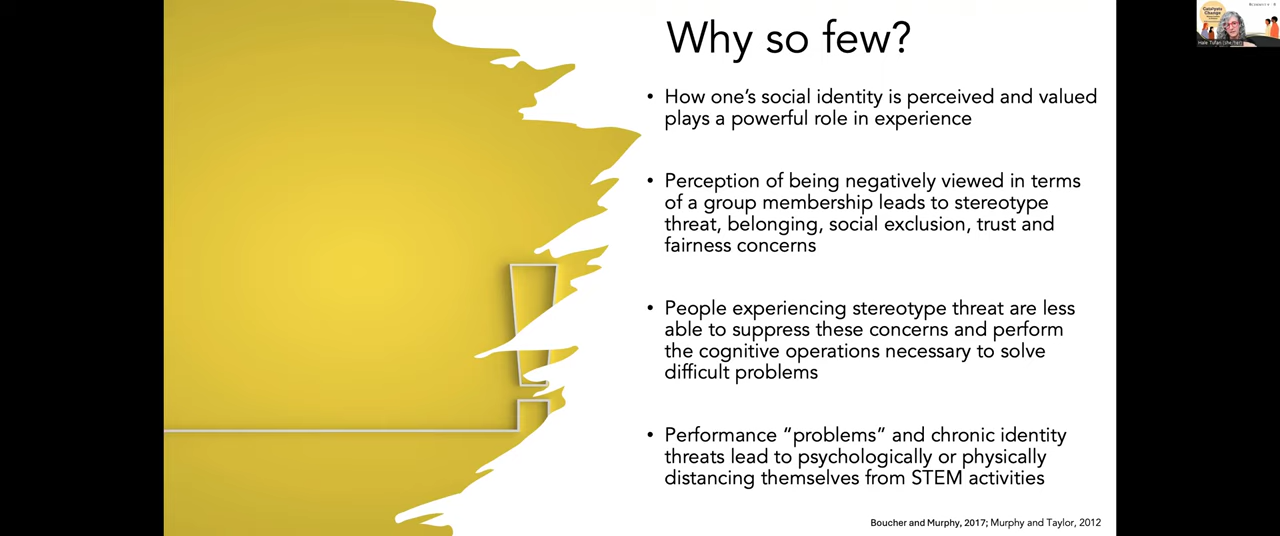 Why so few?
• How one's social identity is perceived and valued
plays a powerful role in experience
• Perception of being negatively viewed in terms
of a group membership leads to stereotype
threat, belonging, social exclusion, trust and
fairness concerns
• People experiencing stereotype threat are less
able to suppress these concerns and perform
the cognitive operations necessary to solve
difficult problems
• Performance “problems” and chronic identity
threats lead to psychologically or physically
distancing themselves from STEM activities
Boucher and Murphy, 2017; Murphy and Taylor, 2012
Catalysts
Change
Hale Tufan